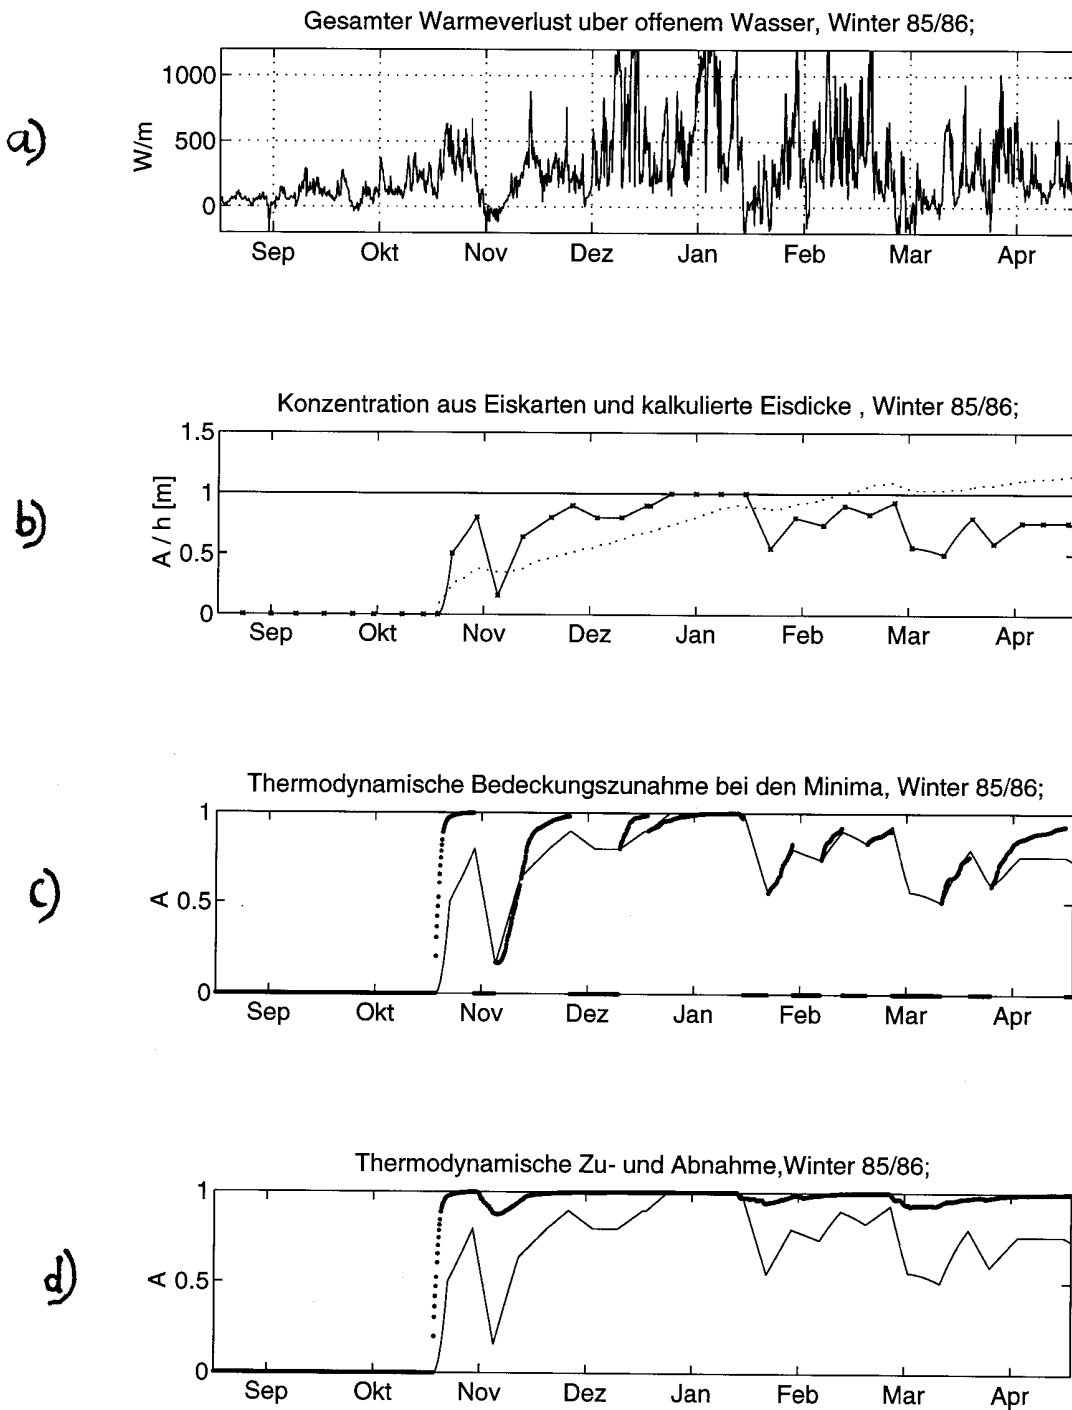 Gesamter Warmeverlust uber offenem Wasser, Winter 85/86;
a)
W/m
1000
500
0
Sep Okt Nov Dez Jan Feb Mar Apr
Konzentration aus Eiskarten und kalkulierte Eisdicke , Winter 85/86;
b)
A / h [m]
1.5
1
0.5
0
Sep Okt Nov Dez Jan Feb Mar Apr
Thermodynamische Bedeckungszunahme bei den Minima, Winter 85/86;
c)
A
1
0.5
0
Sep Okt Nov Dez Jan Feb Mar Apr
Thermodynamische Zu- und Abnahme,Winter 85/86;
d)
A
1
0.5
0
Sep Okt Nov Dez Jan Feb Mar Apr